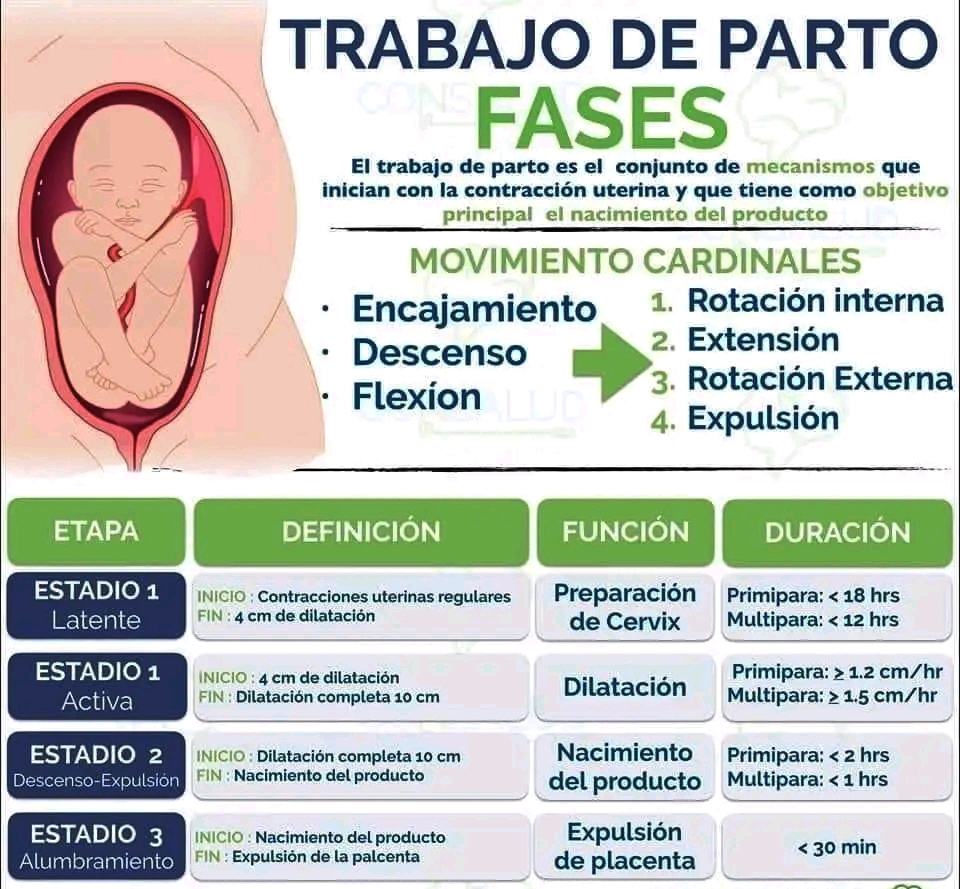 TRABAJO DE PARTO
FASES
El trabajo de parto es el conjunto de mecanismos que
inician con la contracción uterina y que tiene como objetivo
principal el nacimiento del producto
MOVIMIENTO CARDINALES
· Encajamiento
· Descenso
· Flexíon
1. Rotación interna
2. Extensión
3. Rotación Externa
4. Expulsión
ETAPA
DEFINICIÓN
FUNCIÓN
DURACIÓN
ESTADIO 1
Latente
INICIO : Contracciones uterinas regulares
FIN : 4 cm de dilatación
Preparación
de Cervix
Primipara: < 18 hrs
Multipara: < 12 hrs
ESTADIO 1
Activa
INICIO : 4 cm de dilatación
FIN : Dilatación completa 10 cm
Dilatación
Primipara: ≥ 1.2 cm/hr
Multipara: ≥ 1.5 cm/hr
ESTADIO 2
Descenso-Expulsión
INICIO : Dilatación completa 10 cm
FIN : Nacimiento del producto
Nacimiento
del producto
Primipara: < 2 hrs
Multipara: < 1 hrs
ESTADIO 3
Alumbramiento
INICIO : Nacimiento del producto
FIN : Expulsión de la palcenta
Expulsión
de placenta
< 30 min